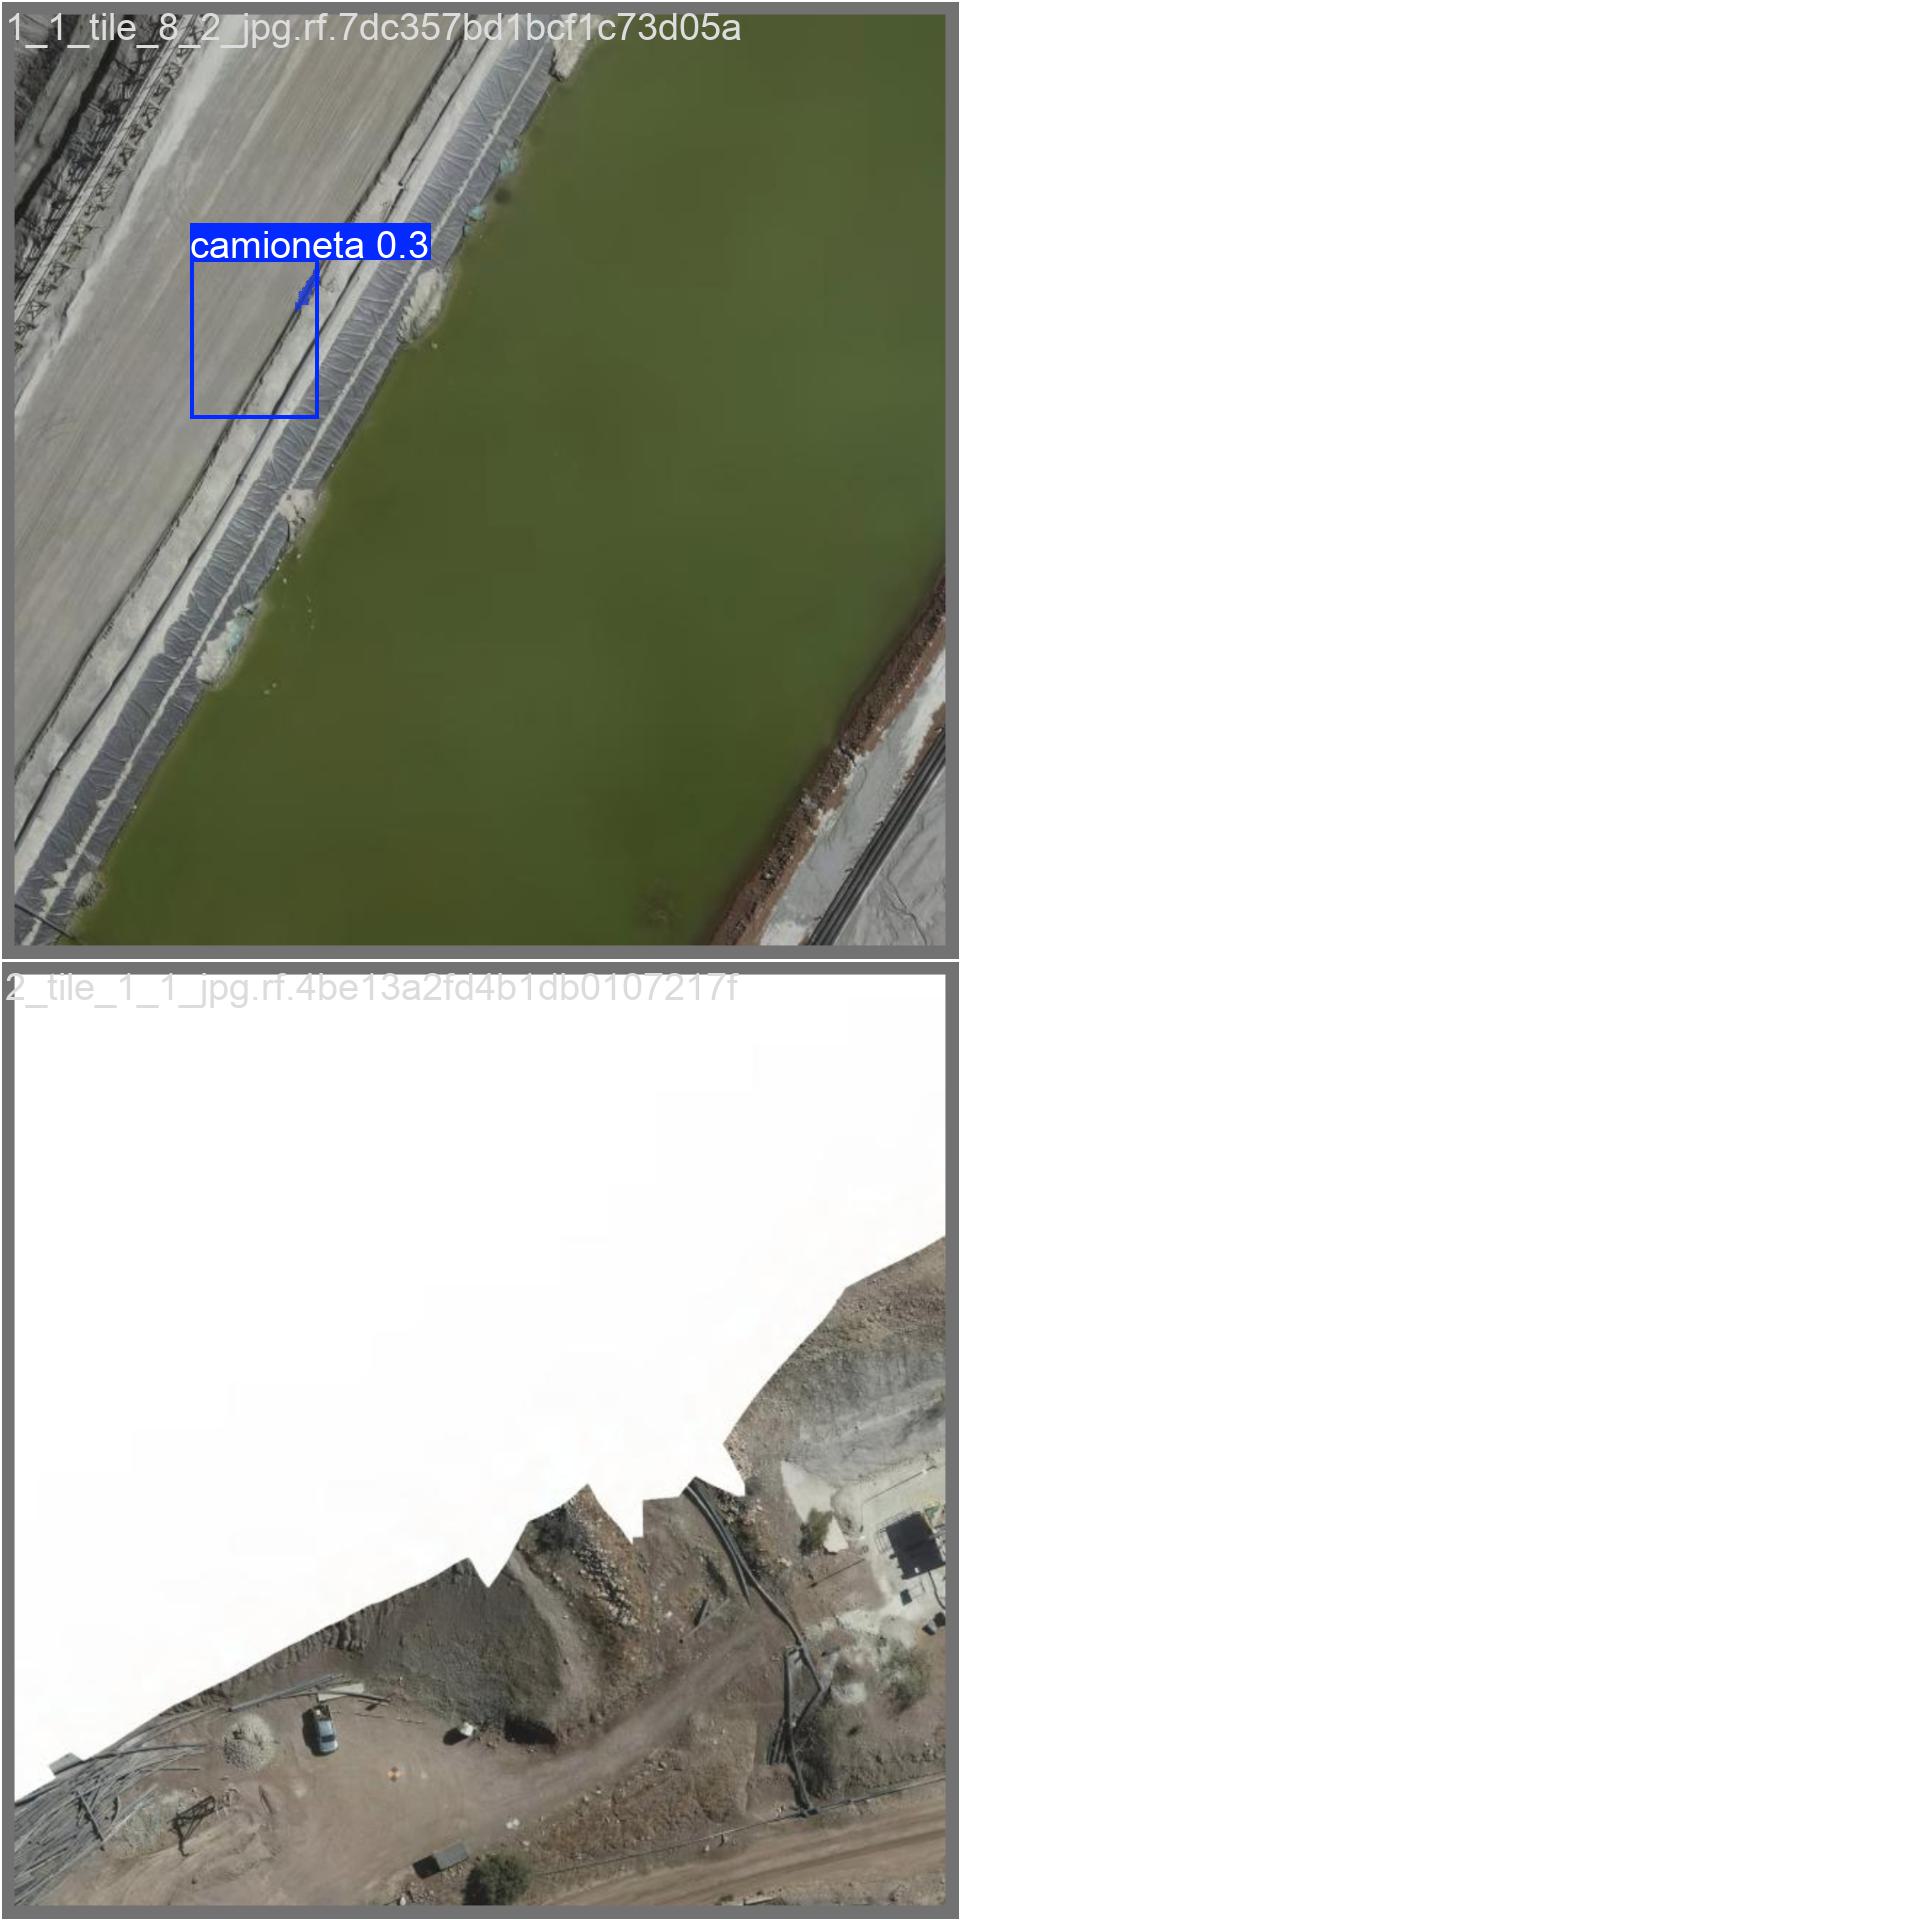 1_1_tile_8_2_jpg.rf.7dc357bd1bcf1c73d05a
camioneta 0.3
2_tile_1_1_jpg.rf.4be13a2fd4b1db0107217f